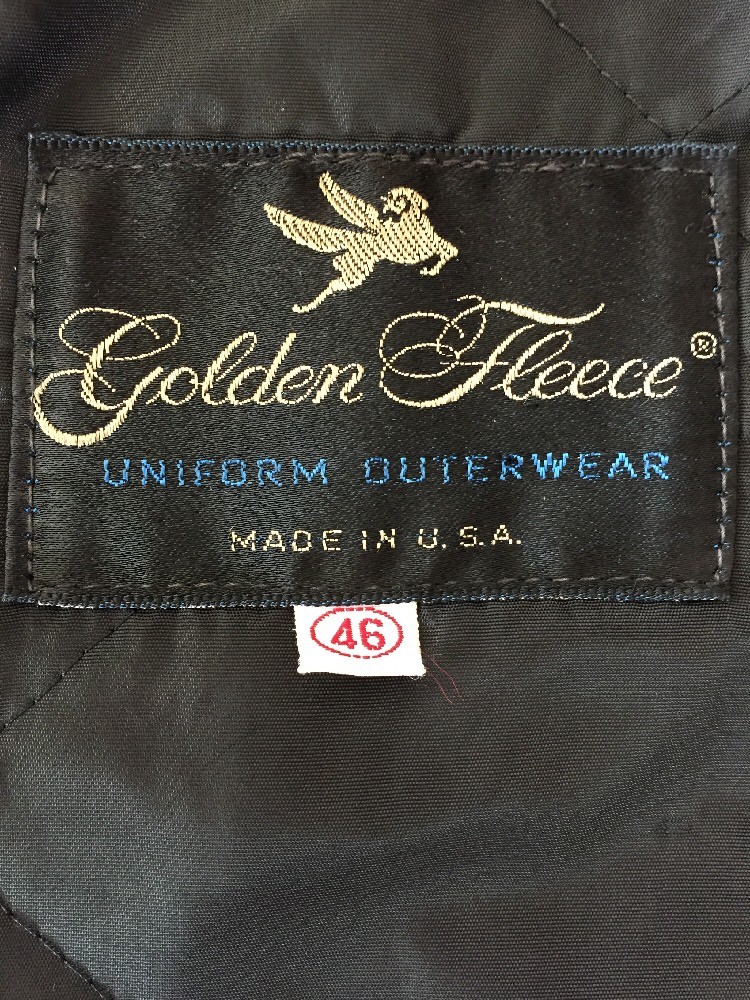 Golden Fleece®
UNIFORM OUTERWEAR
MADE IN U.S.A.
46